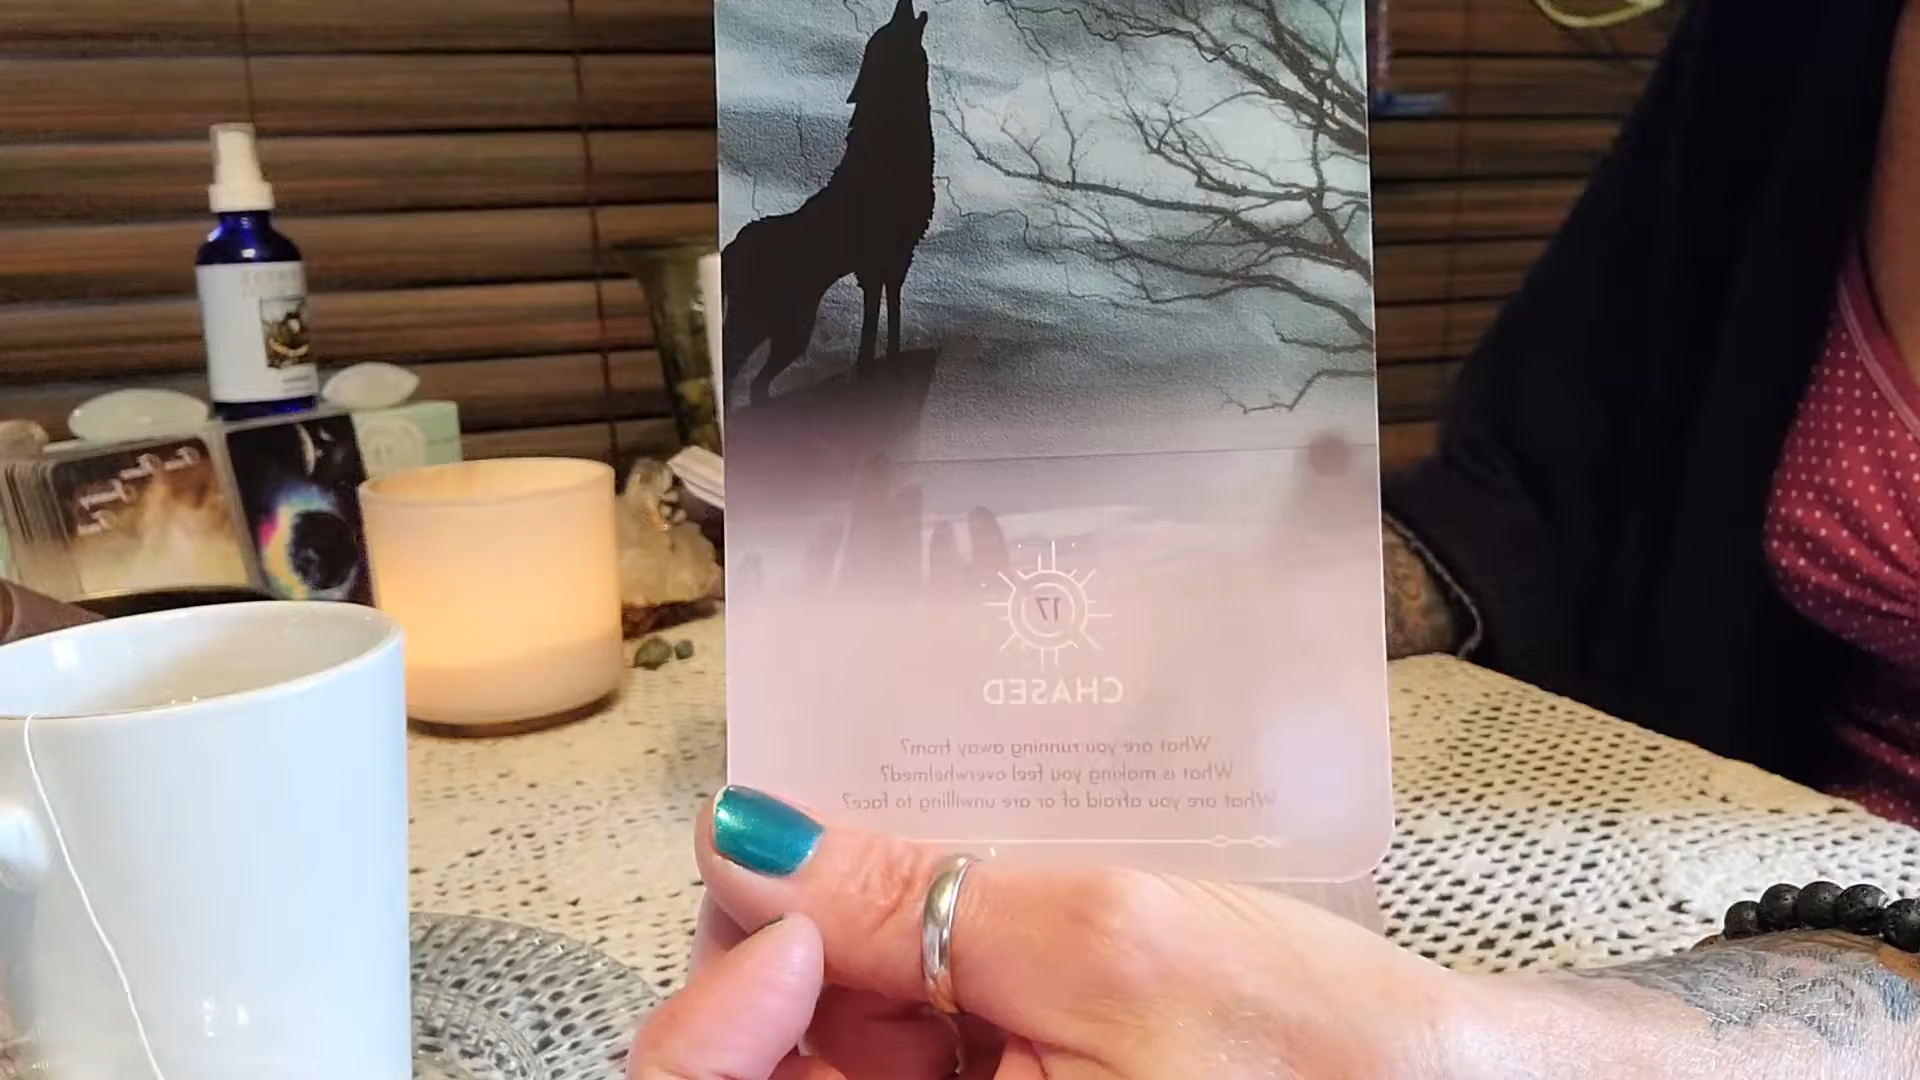 17
CHASED
What are you running away from?
What is making you feel overwhelmed?
What are you afraid of or are unwilling to face?